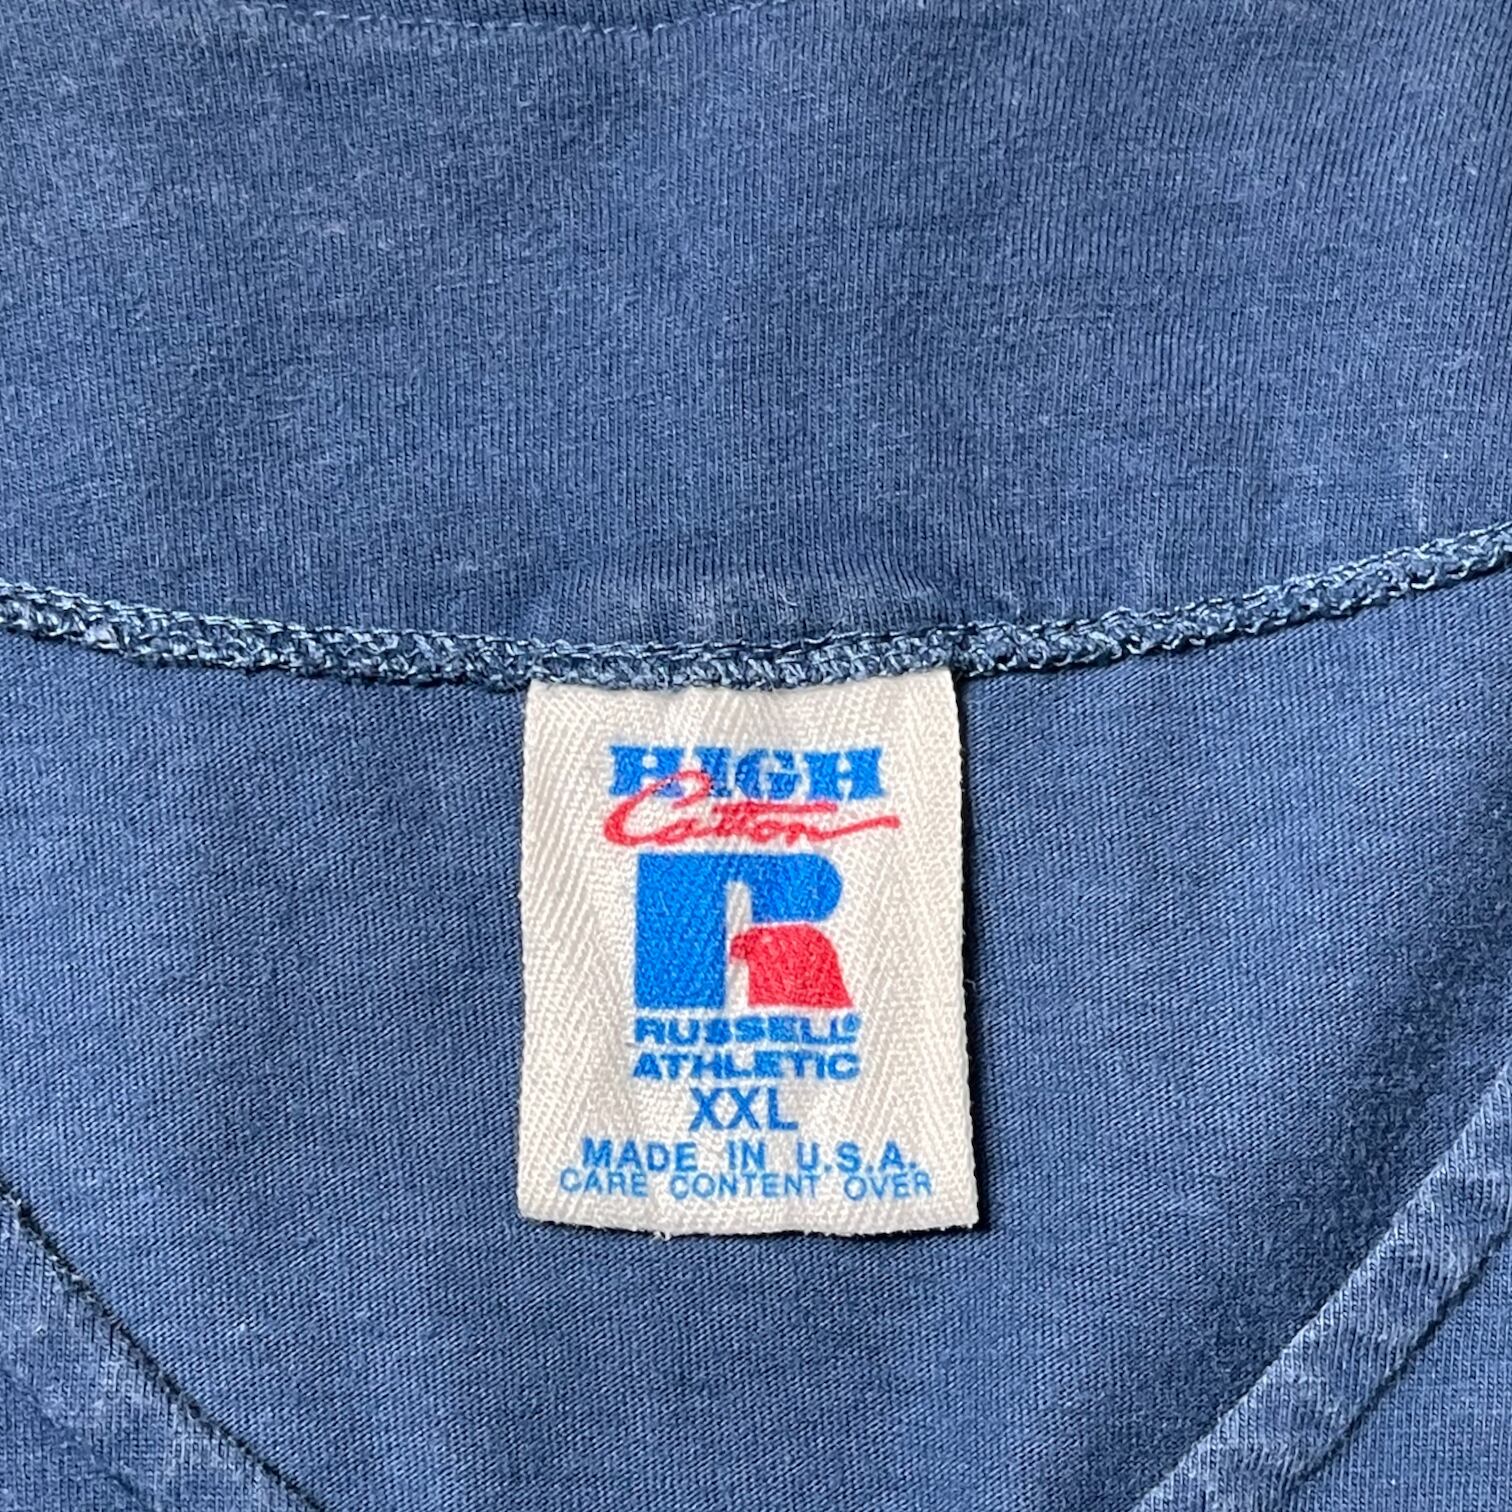 HIGH
Cotton
R
RUSSELL®
ATHLETIC
XXL
MADE IN U.S.A.
CARE CONTENT OVER